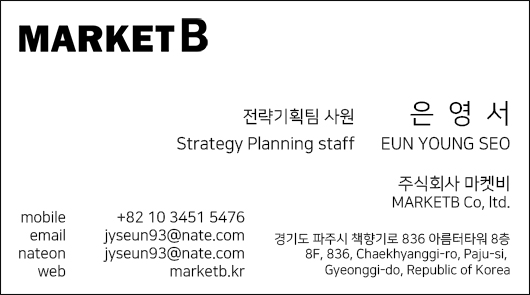 MARKETB
전략기획팀 사원 은 영 서
Strategy Planning staff EUN YOUNG SEO
주식회사 마켓비
MARKETB Co, ltd.
mobile +82 10 3451 5476
email jyseun93@nate.com
nateon jyseun93@nate.com
web marketb.kr
경기도 파주시 책향기로 836 아름터타워 8층
8F, 836, Chaekhyanggi-ro, Paju-si,
Gyeonggi-do, Republic of Korea